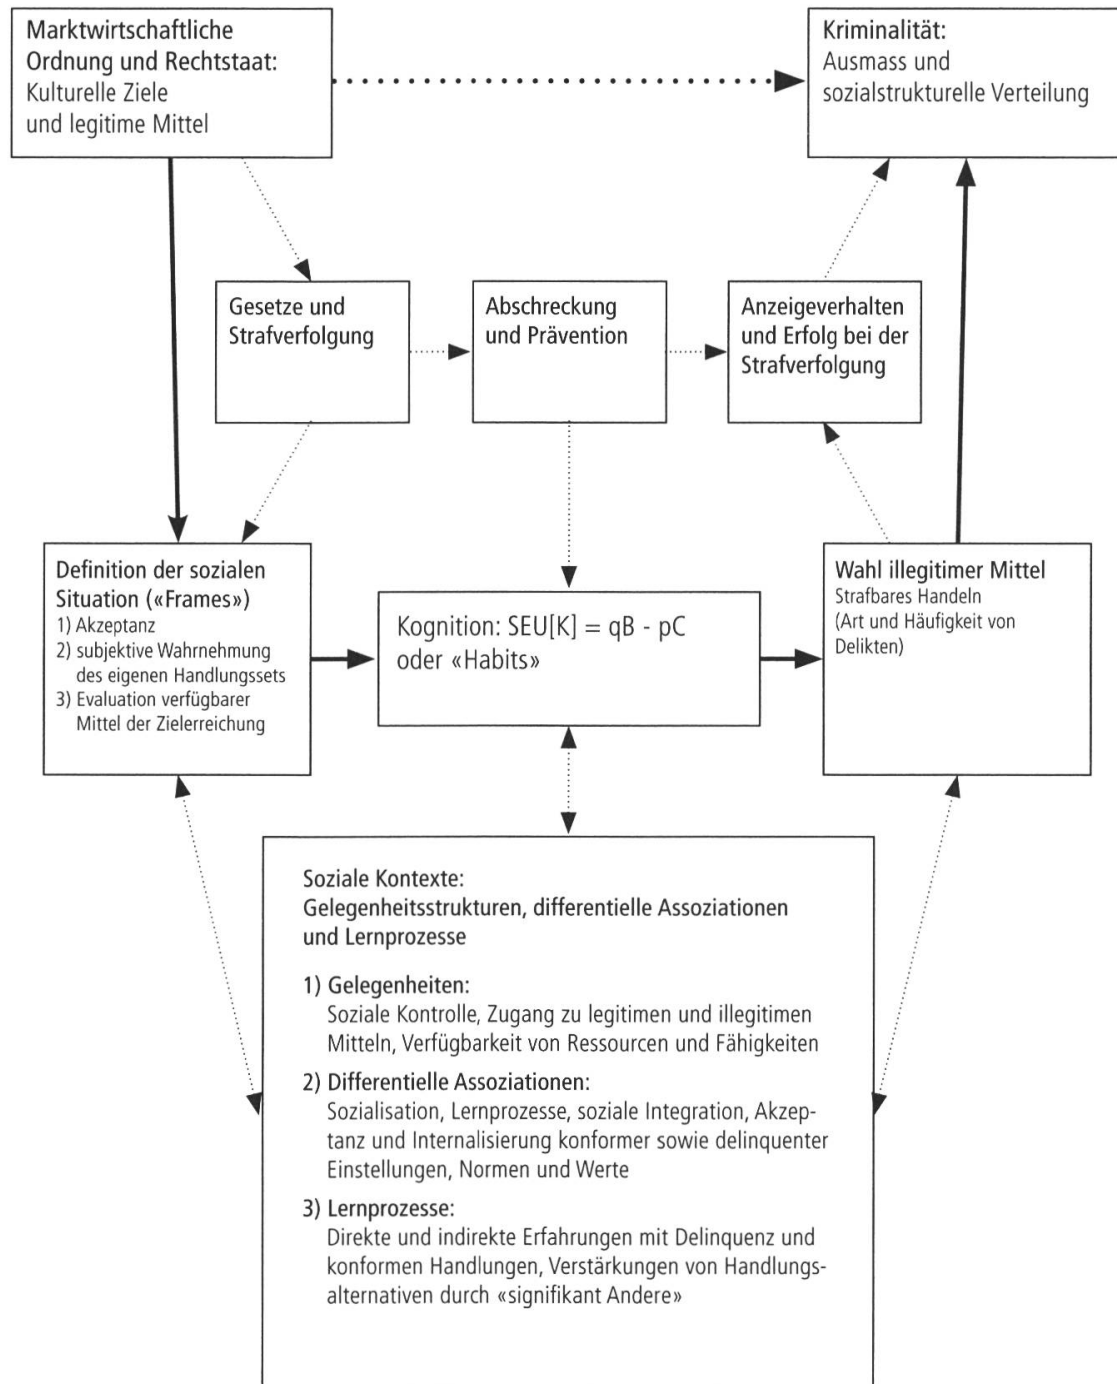 Marktwirtschaftliche
Ordnung und Rechtstaat:
Kulturelle Ziele
und legitime Mittel
Kriminalität:
Ausmass und
sozialstrukturelle Verteilung
Gesetze und
Strafverfolgung
Abschreckung
und Prävention
Anzeigeverhalten
und Erfolg bei der
Strafverfolgung
Definition der sozialen
Situation («Frames»)
1) Akzeptanz
2) subjektive Wahrnehmung
des eigenen Handlungssets
3) Evaluation verfügbarer
Mittel der Zielerreichung
Kognition: SEU[K] = qB - pC
oder «Habits»
Wahl illegitimer Mittel
Strafbares Handeln
(Art und Häufigkeit von
Delikten)
Soziale Kontexte:
Gelegenheitsstrukturen, differentielle Assoziationen
und Lernprozesse
1) Gelegenheiten:
Soziale Kontrolle, Zugang zu legitimen und illegitimen
Mitteln, Verfügbarkeit von Ressourcen und Fähigkeiten
2) Differentielle Assoziationen:
Sozialisation, Lernprozesse, soziale Integration, Akzep-
tanz und Internalisierung konformer sowie delinquenter
Einstellungen, Normen und Werte
3) Lernprozesse:
Direkte und indirekte Erfahrungen mit Delinquenz und
konformen Handlungen, Verstärkungen von Handlungs-
alternativen durch «signifikant Andere»